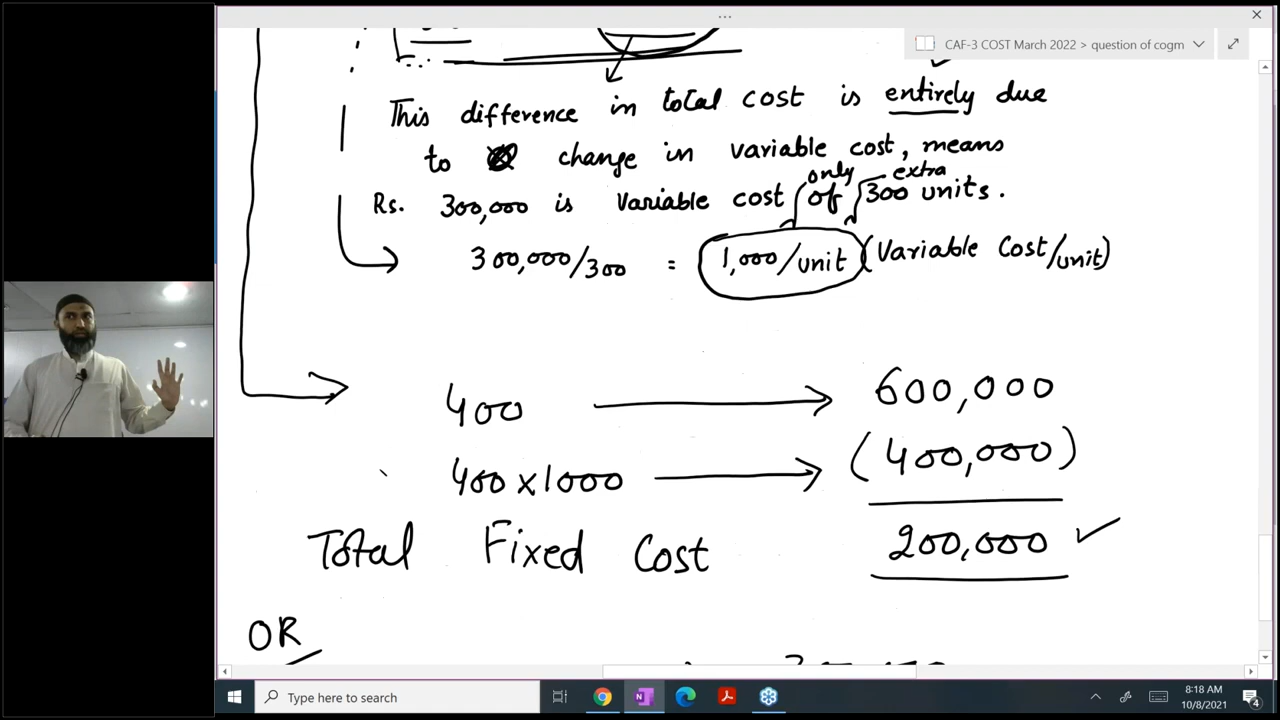 CAF-3 COST March 2022 > question of cogm
This difference in total cost is entirely due
to change in variable cost, means
only extra
Rs. 300,000 is variable cost of 300 units.
300,000/300 = 1,000/unit (Variable Cost/unit)
400 → 600,000
400 x 1000 → (400,000)
Total Fixed Cost 200,000 ✓
OR
Type here to search
8:18 AM
10/8/2021
4